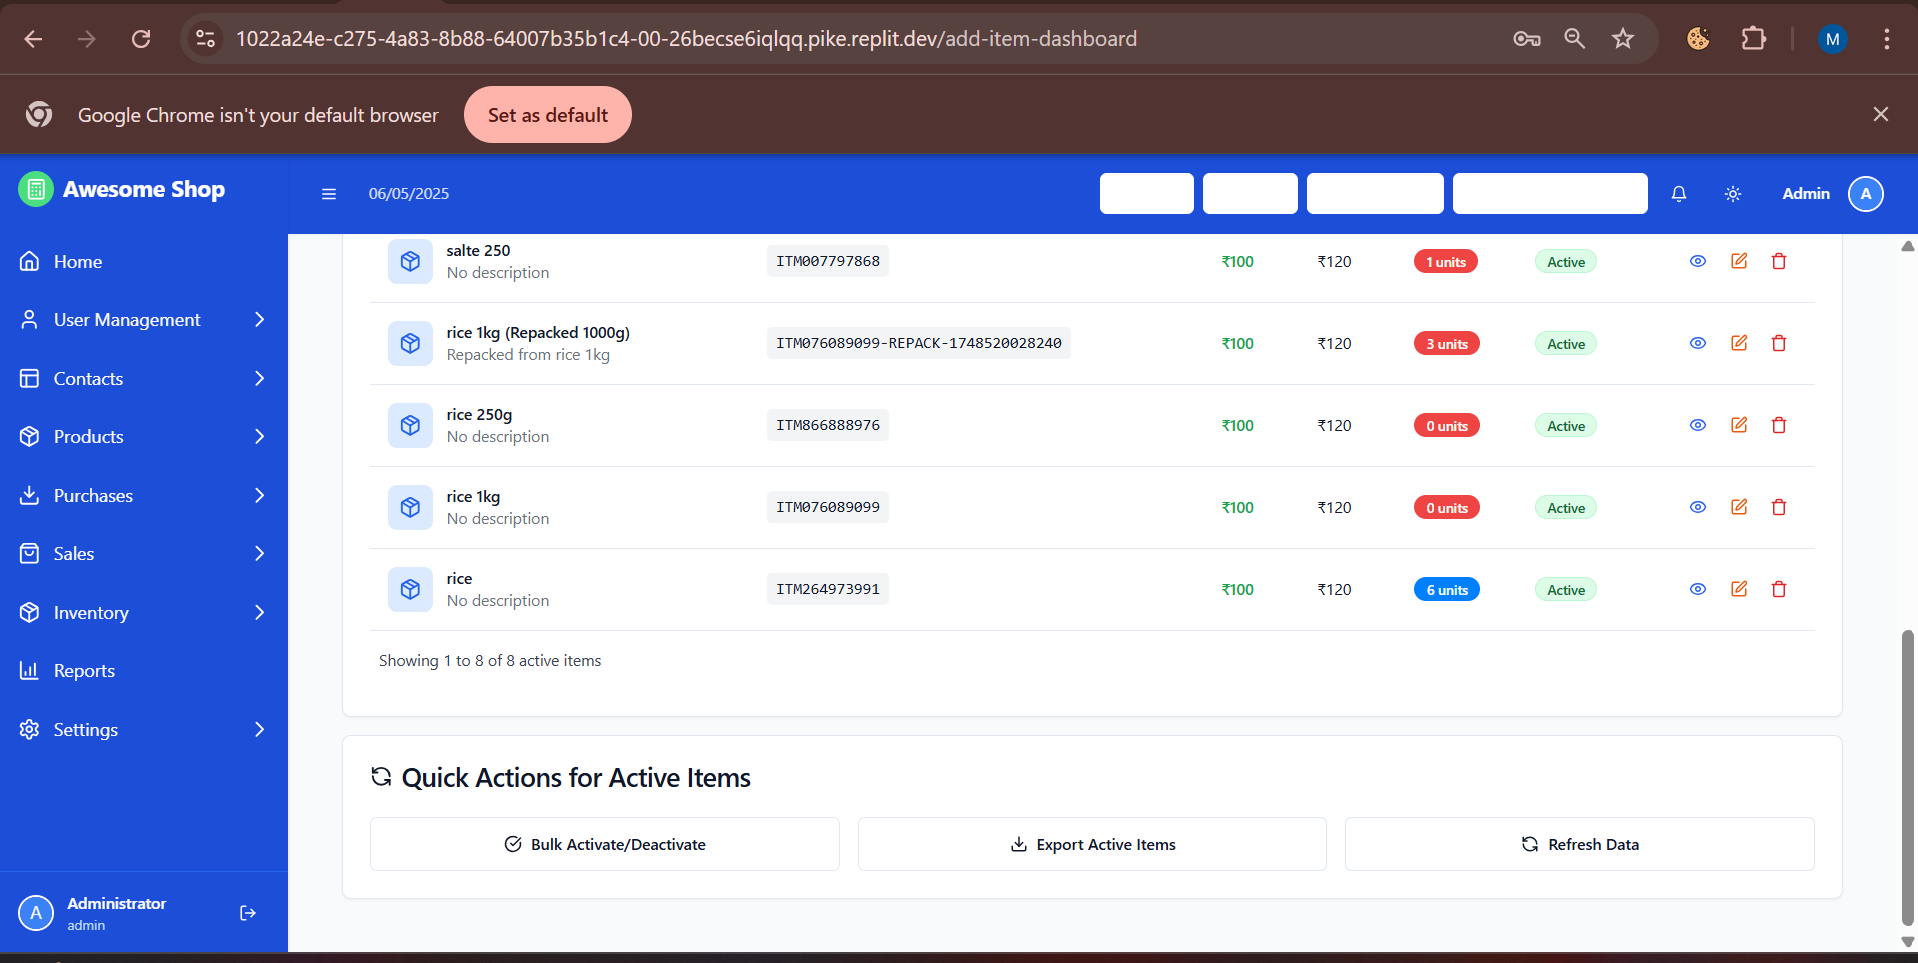 1022a24e-c275-4a83-8b88-64007b35b1c4-00-26becse6iqlqq.pike.replit.dev/add-item-dashboard
M
Google Chrome isn't your default browser
Set as default
Awesome Shop
06/05/2025
Admin
A
Home
User Management
Contacts
Products
Purchases
Sales
Inventory
Reports
Settings
A
Administrator
admin
salte 250
No description
ITM007797868
₹100
₹120
1 units
Active
rice 1kg (Repacked 1000g)
Repacked from rice 1kg
ITM076089099-REPACK-1748520028240
₹100
₹120
3 units
Active
rice 250g
No description
ITM866888976
₹100
₹120
0 units
Active
rice 1kg
No description
ITM076089099
₹100
₹120
0 units
Active
rice
No description
ITM264973991
₹100
₹120
6 units
Active
Showing 1 to 8 of 8 active items
Quick Actions for Active Items
Bulk Activate/Deactivate
Export Active Items
Refresh Data